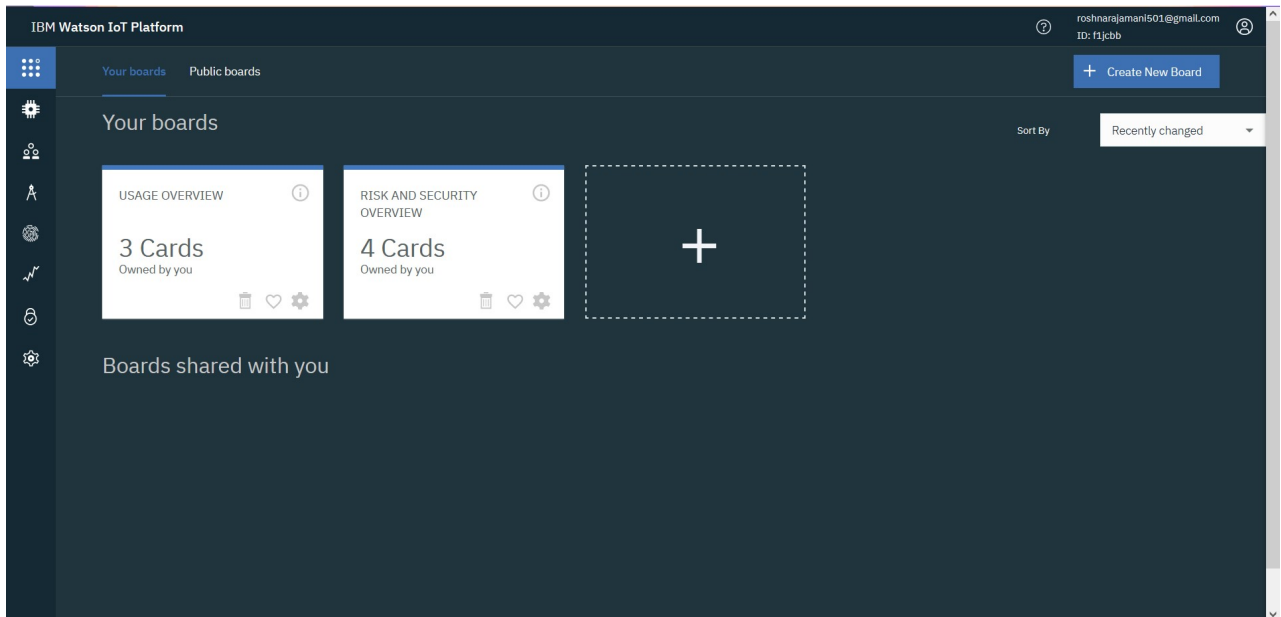 IBM Watson IoT Platform
roshnarajamani501@gmail.com
ID: f1jcbb
Your boards
Public boards
+ Create New Board
Your boards
Sort By
Recently changed
USAGE OVERVIEW
3 Cards
Owned by you
RISK AND SECURITY
OVERVIEW
4 Cards
Owned by you
Boards shared with you